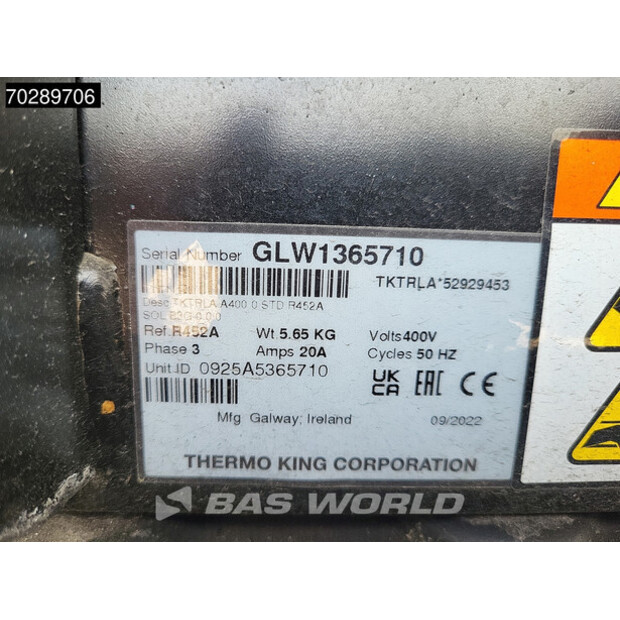 70289706
Serial Number GLW1365710
TKTRLA*52929453
Desc TKTRLA A400 0 STD R452A
Ref. R452A Wt 5.65 KG Volts 400V
Phase 3 Amps 20A Cycles 50 HZ
Unit ID 0925A5365710
UK CA EAC CE
Mfg Galway, Ireland 09/2022
THERMO KING CORPORATION
BAS WORLD